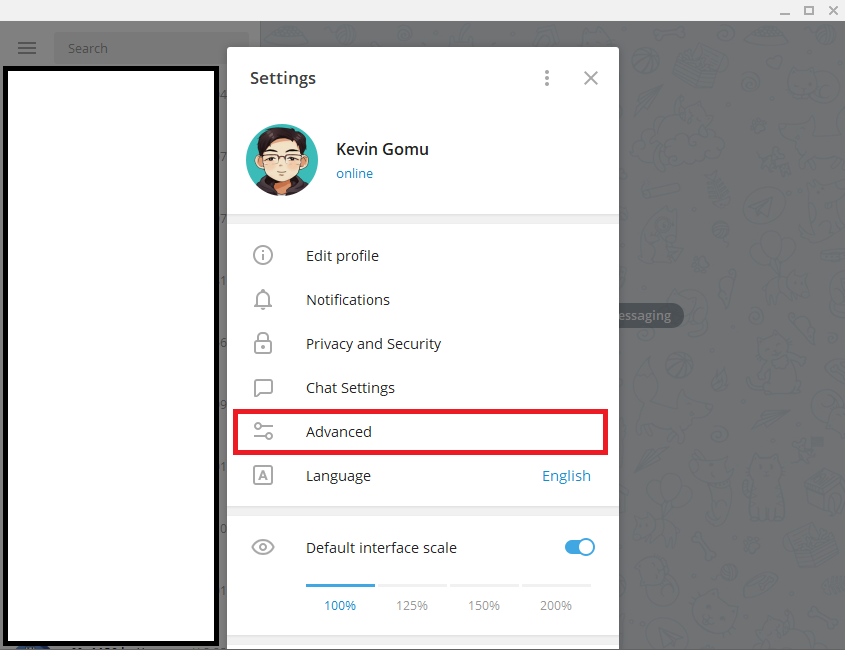 Search
Settings
Kevin Gomu
online
Edit profile
Notifications
Privacy and Security
Chat Settings
Advanced
Language English
Default interface scale
100% 125% 150% 200%
essaging